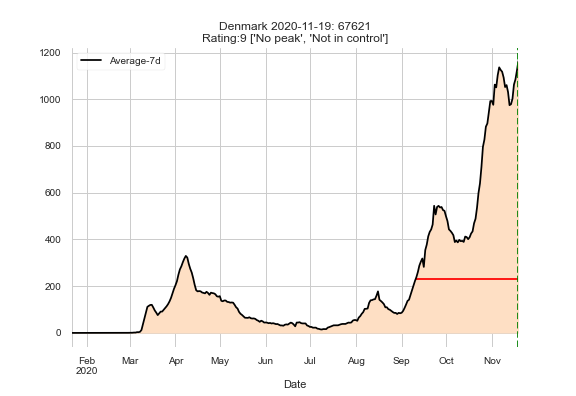 Denmark 2020-11-19: 67621
Rating:9 ['No peak', 'Not in control']
Average-7d
1200
1000
800
600
400
200
0
Feb Mar Apr May Jun Jul Aug Sep Oct Nov
2020
Date